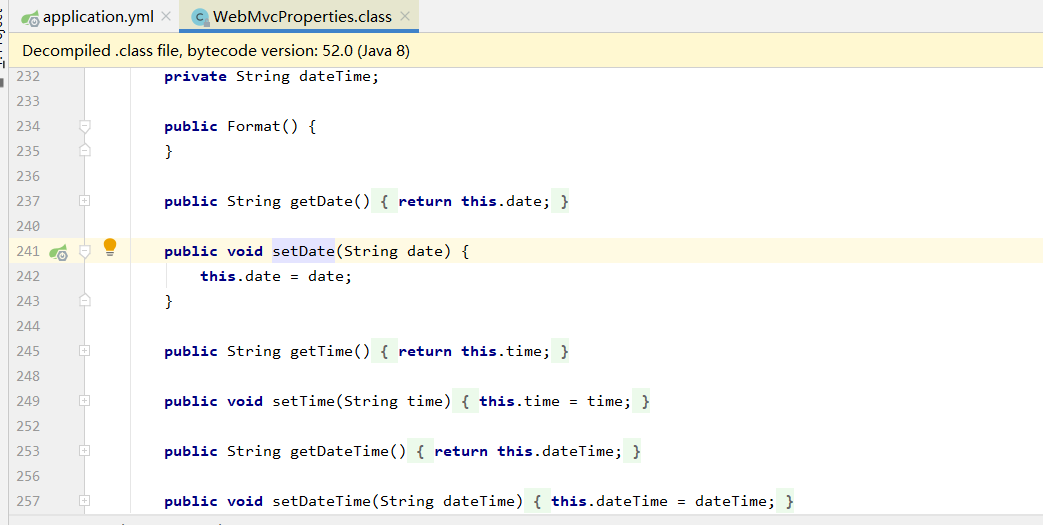 application.yml
WebMvcProperties.class
Decompiled .class file, bytecode version: 52.0 (Java 8)
232 private String dateTime;
233
234 public Format() {
235 }
236
237 public String getDate() { return this.date; }
240
241 public void setDate(String date) {
242 this.date = date;
243 }
244
245 public String getTime() { return this.time; }
248
249 public void setTime(String time) { this.time = time; }
252
253 public String getDateTime() { return this.dateTime; }
256
257 public void setDateTime(String dateTime) { this.dateTime = dateTime; }